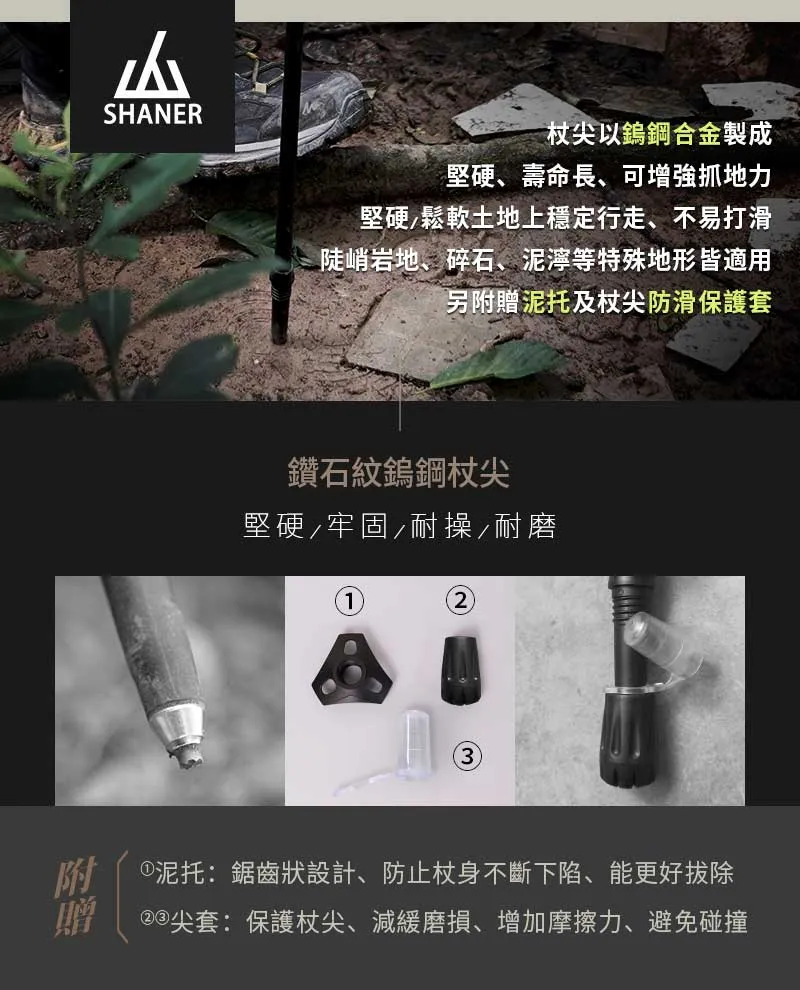 SHANER
杖尖以鎢鋼合金製成
堅硬、壽命長、可增強抓地力
堅硬/鬆軟土地上穩定行走、不易打滑
陡峭岩地、碎石、泥濘等特殊地形皆適用
另附贈泥托及杖尖防滑保護套
鑽石紋鎢鋼杖尖
堅硬/牢固/耐操/耐磨
①
②
③
附贈
①泥托：鋸齒狀設計、防止杖身不斷下陷、能更好拔除
②③尖套：保護杖尖、減緩磨損、增加摩擦力、避免碰撞